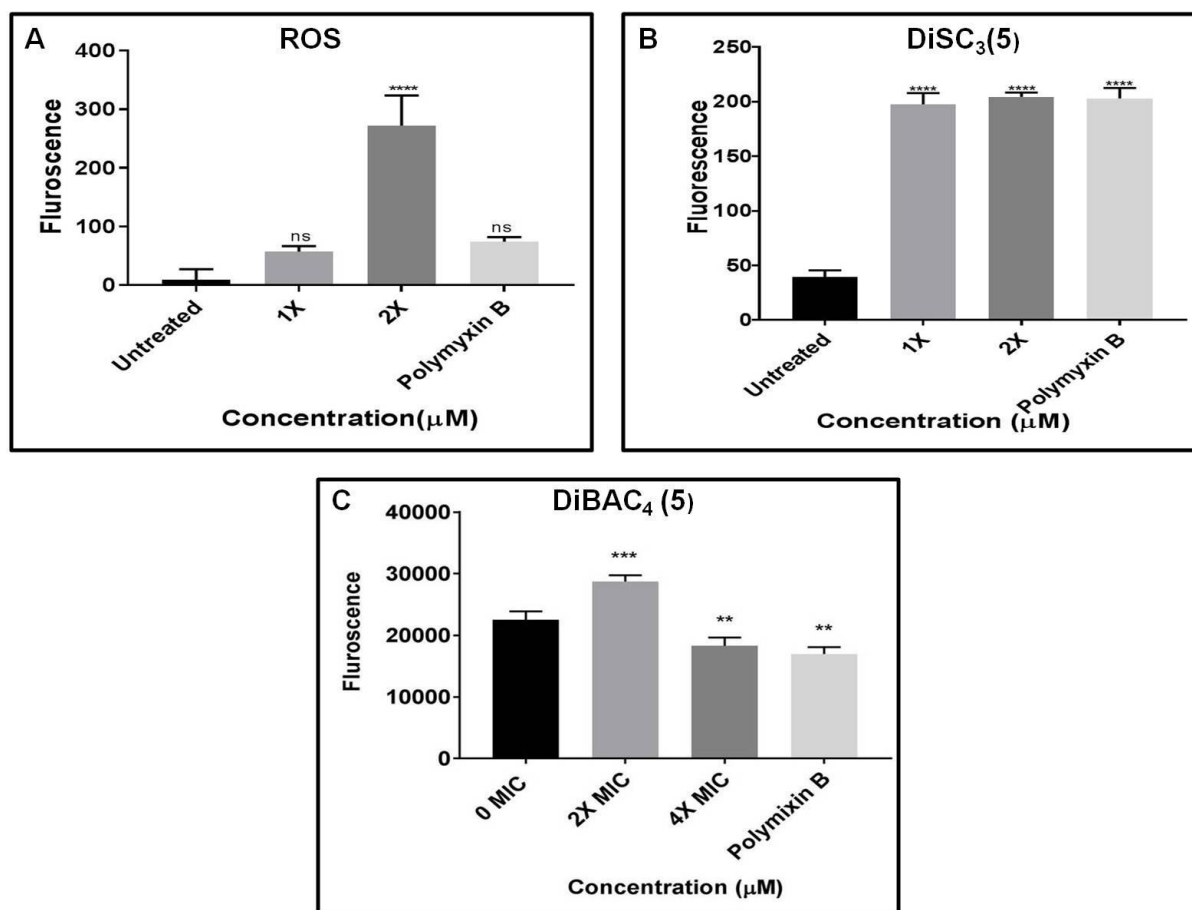 A
ROS
Fluroscence
400
300
200
100
0
ns
****
ns
Untreated
1X
2X
Polymyxin B
Concentration(μM)
B
DiSC₃(5)
Fluorescence
250
200
150
100
50
0
****
****
****
Untreated
1X
2X
Polymyxin B
Concentration (μM)
C
DiBAC₄ (5)
Fluroscence
40000
30000
20000
10000
0
***
**
**
0 MIC
2X MIC
4X MIC
Polymixin B
Concentration (μM)